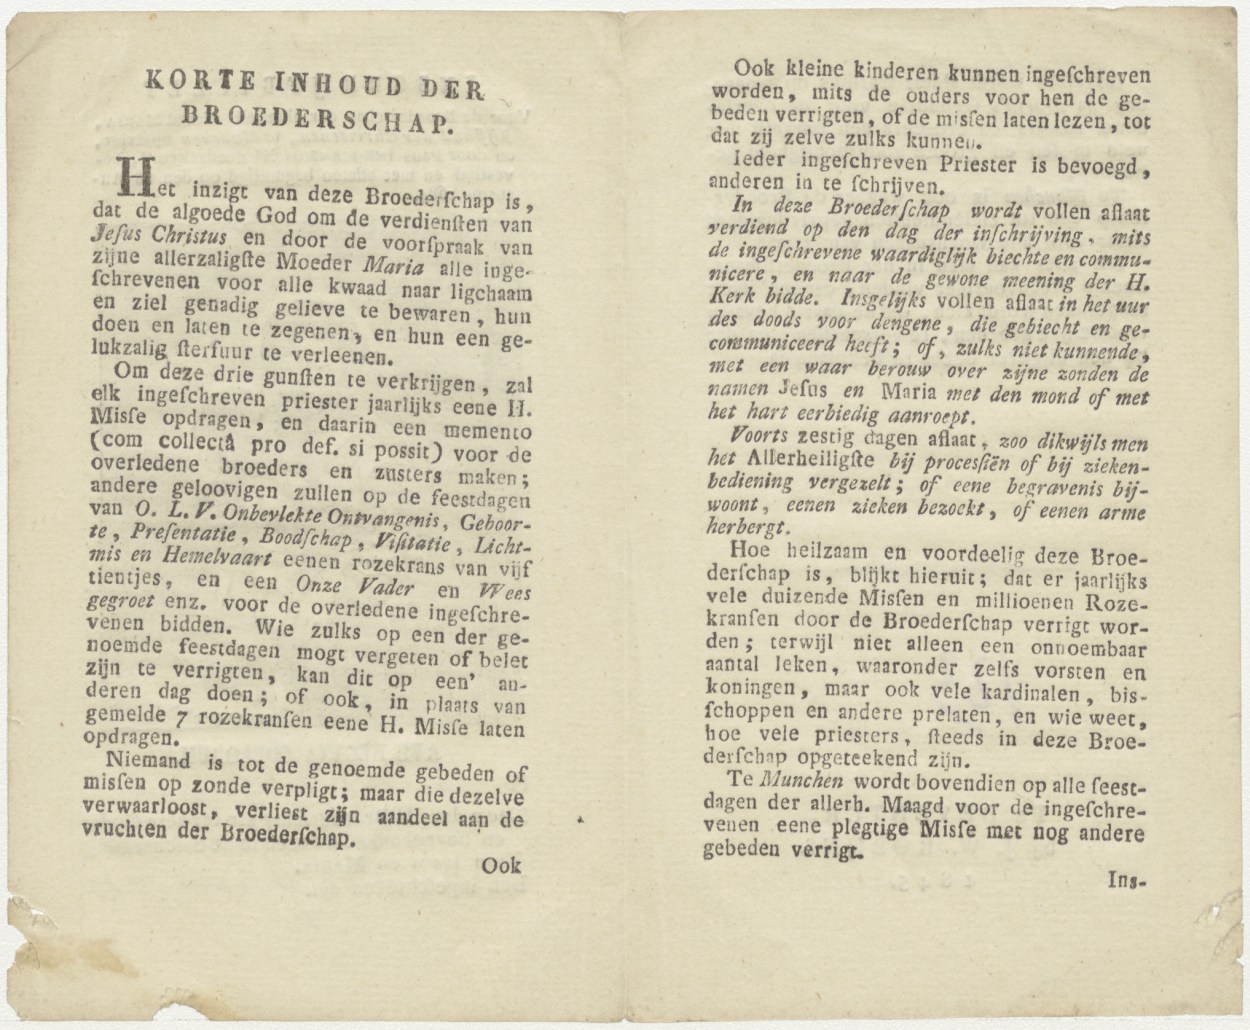 KORTE INHOUD DER
BROEDERSCHAP.
Het inzigt van deze Broederſchap is,
dat de algoede God om de verdienſten van
Jeſus Chriſtus en door de voorſpraak van
zijne allerzaligſte Moeder Maria alle inge-
ſchrevenen voor alle kwaad naar ligchaam
en ziel genadig gelieve te bewaren, hun
doen en laten te zegenen, en hun een ge-
lukzalig ſterfuur te verleenen.
Om deze drie gunſten te verkrijgen, zal
elk ingeſchreven priester jaarlijks eene H.
Misſe opdragen, en daarin een memento
(com collectâ pro def. si possit) voor de
overledene broeders en zusters maken;
andere geloovigen zullen op de feestdagen
van O. L. V. Onbevlekte Ontvangenis, Geboor-
te, Preſentatie, Boodſchap, Viſitatie, Licht-
mis en Hemelvaart eenen rozekrans van vijf
tientjes, en een Onze Vader en Wees
gegroet enz. voor de overledene ingeſchre-
venen bidden. Wie zulks op een der ge-
noemde feestdagen mogt vergeten of belet
zijn te verrigten, kan dit op een' an-
deren dag doen; of ook, in plaats van
gemelde 7 rozekranſen eene H. Misſe laten
opdragen.
Niemand is tot de genoemde gebeden of
misſen op zonde verpligt; maar die dezelve
verwaarloost, verliest zijn aandeel aan de
vruchten der Broederſchap.
Ook
Ook kleine kinderen kunnen ingeſchreven
worden, mits de ouders voor hen de ge-
beden verrigten, of de misſen laten lezen, tot
dat zij zelve zulks kunnen.
Ieder ingeſchreven Priester is bevoegd,
anderen in te ſchrijven.
In deze Broederſchap wordt vollen aflaat
verdiend op den dag der inſchrijving, mits
de ingeſchrevene waardiglijk biechte en commu-
nicere, en naar de gewone meening der H.
Kerk bidde. Insgelijks vollen aflaat in het uur
des doods voor dengene, die gebiecht en ge-
communiceerd heeft; of, zulks niet kunnende,
met een waar berouw over zijne zonden de
namen Jeſus en Maria met den mond of met
het hart eerbiedig aanroept.
Voorts zestig dagen aflaat, zoo dikwijls men
het Allerheiligſte bij procesſiën of bij zieken-
bediening vergezelt; of eene begravenis bij-
woont, eenen zieken bezoekt, of eenen arme
herbergt.
Hoe heilzaam en voordeelig deze Broe-
derſchap is, blijkt hieruit; dat er jaarlijks
vele duizende Misſen en millioenen Roze-
kranſen door de Broederſchap verrigt wor-
den; terwijl niet alleen een onnoembaar
aantal leken, waaronder zelfs vorsten en
koningen, maar ook vele kardinalen, bis-
ſchoppen en andere prelaten, en wie weet,
hoe vele priesters, ſteeds in deze Broe-
derſchap opgeteekend zijn.
Te Munchen wordt bovendien op alle feest-
dagen der allerh. Maagd voor de ingeſchre-
venen eene plegtige Misſe met nog andere
gebeden verrigt.
Ins-